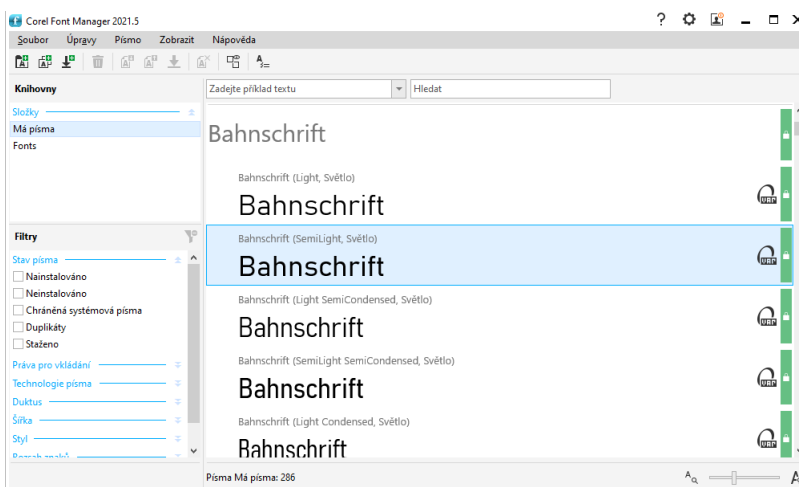 Corel Font Manager 2021.5
Soubor Úpravy Písmo Zobrazit Nápověda
Knihovny
Zadejte příklad textu
Hledat
Složky
Má písma
Fonts
Bahnschrift
Bahnschrift (Light, Světlo)
Bahnschrift
Bahnschrift (SemiLight, Světlo)
Bahnschrift
Bahnschrift (Light SemiCondensed, Světlo)
Bahnschrift
Bahnschrift (SemiLight SemiCondensed, Světlo)
Bahnschrift
Bahnschrift (Light Condensed, Světlo)
Bahnschrift
Filtry
Stav písma
Nainstalováno
Neinstalováno
Chráněná systémová písma
Duplikáty
Staženo
Práva pro vkládání
Technologie písma
Duktus
Šířka
Styl
Rozsah znaků
Písma Má písma: 286